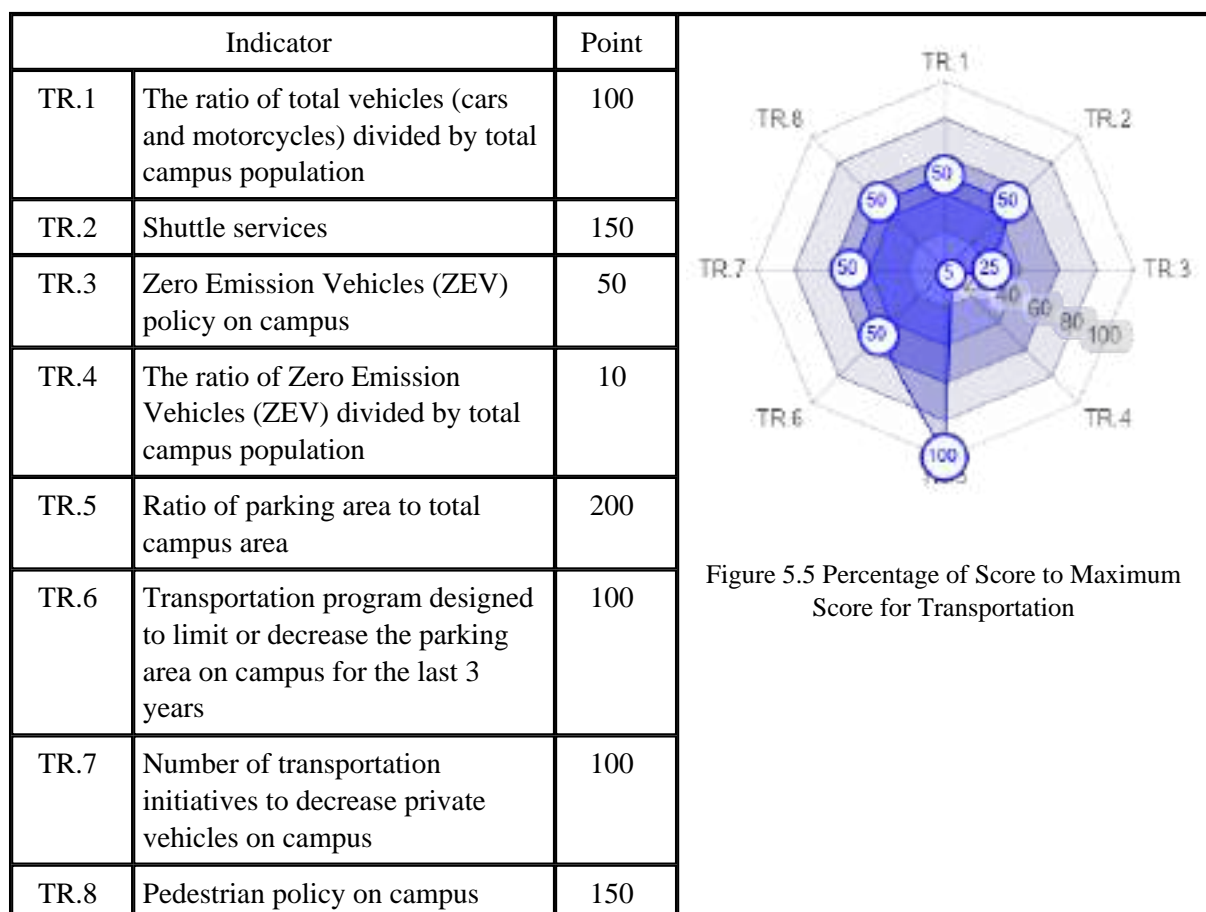 Indicator Point
TR.1 The ratio of total vehicles (cars 100
and motorcycles) divided by total
campus population
TR.2 Shuttle services 150
TR.3 Zero Emission Vehicles (ZEV) 50
policy on campus
TR.4 The ratio of Zero Emission 10
Vehicles (ZEV) divided by total
campus population
TR.5 Ratio of parking area to total 200
campus area
TR.6 Transportation program designed 100
to limit or decrease the parking
area on campus for the last 3
years
TR.7 Number of transportation 100
initiatives to decrease private
vehicles on campus
TR.8 Pedestrian policy on campus 150
TR.1
TR.8 TR.2
50
50 50
TR.7 50 5 25 TR.3
40
60
50 80
100
TR.6 TR.4
100
Figure 5.5 Percentage of Score to Maximum
Score for Transportation